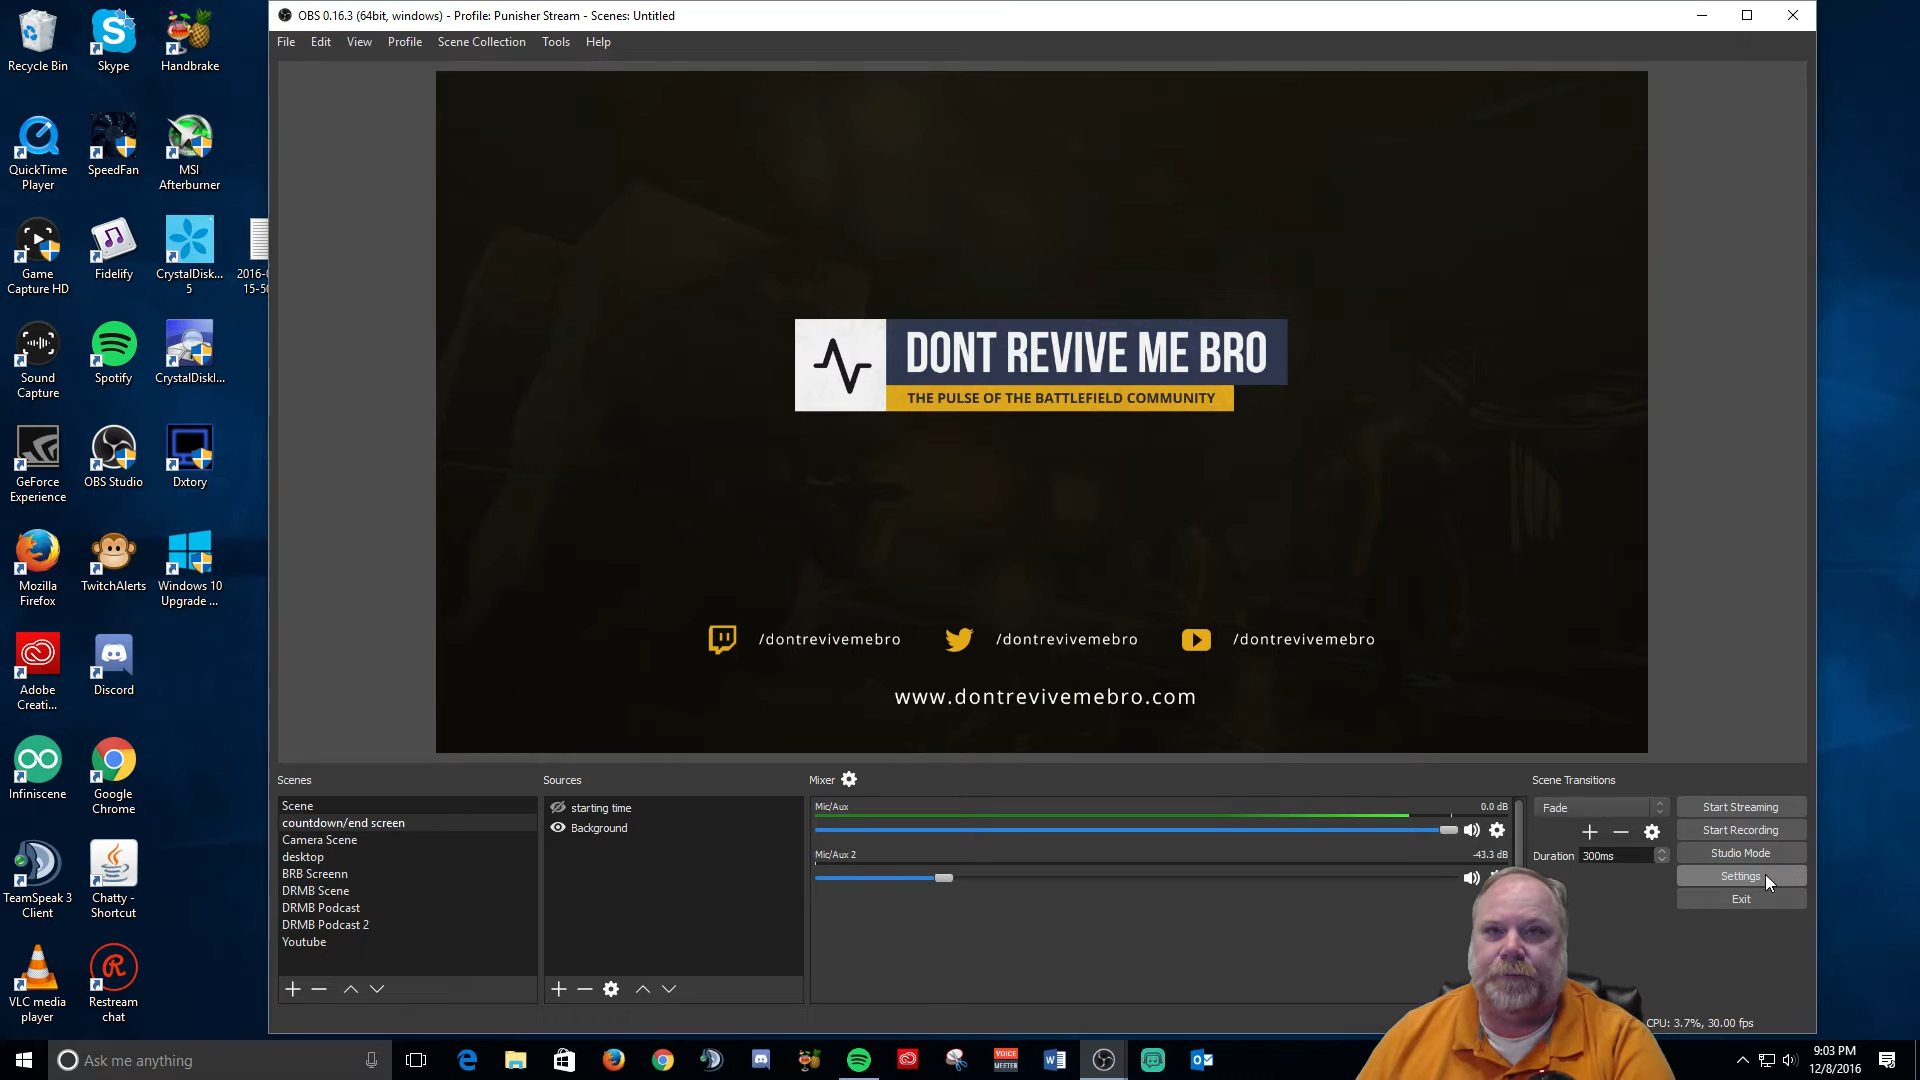 OBS 0.16.3 (64bit, windows) - Profile: Punisher Stream - Scenes: Untitled
File Edit View Profile Scene Collection Tools Help
Recycle Bin
Skype
Handbrake
QuickTime
Player
SpeedFan
MSI
Afterburner
Game
Capture HD
Fidelify
CrystalDisk...
5
2016-0
15-50
Sound
Capture
Spotify
CrystalDiskI...
GeForce
Experience
OBS Studio
Dxtory
Mozilla
Firefox
TwitchAlerts
Windows 10
Upgrade ...
Adobe
Creati...
Discord
Infiniscene
Google
Chrome
TeamSpeak 3
Client
Chatty -
Shortcut
VLC media
player
Restream
chat
DONT REVIVE ME BRO
THE PULSE OF THE BATTLEFIELD COMMUNITY
/dontrevivemebro /dontrevivemebro /dontrevivemebro
www.dontrevivemebro.com
Scenes
Scene
countdown/end screen
Camera Scene
desktop
BRB Screenn
DRMB Scene
DRMB Podcast
DRMB Podcast 2
Youtube
Sources
starting time
Background
Mixer
Mic/Aux 0.0 dB
Mic/Aux 2 -43.3 dB
Scene Transitions
Fade
Duration 300ms
Start Streaming
Start Recording
Studio Mode
Settings
Exit
CPU: 3.7%, 30.00 fps
Ask me anything
VOICE
MEETER
9:03 PM
12/8/2016